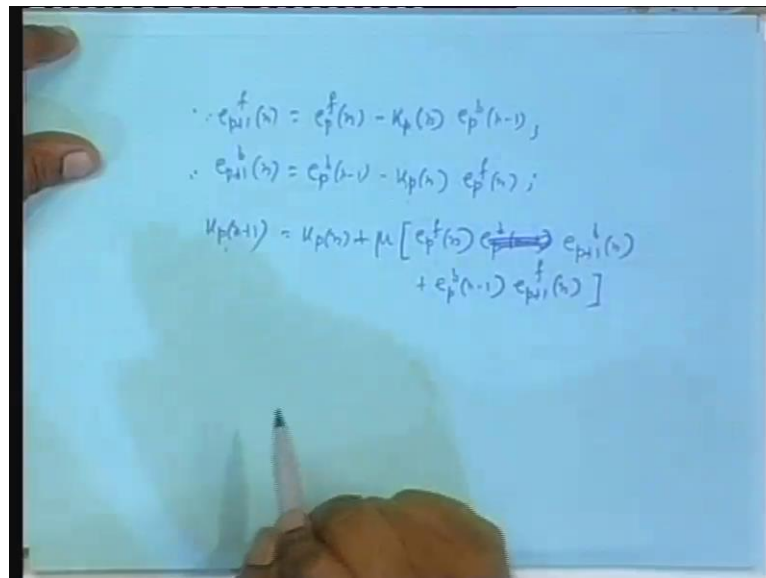 ∴ e_{p+1}^f(n) = e_p^f(n) - K_p(n) e_p^b(n-1);
∴ e_{p+1}^b(n) = e_p^b(n-1) - K_p(n) e_p^f(n);
K_p(n+1) = K_p(n) + μ [ e_p^f(n) e_{p+1}^b(n)
+ e_p^b(n-1) e_{p+1}^f(n) ]